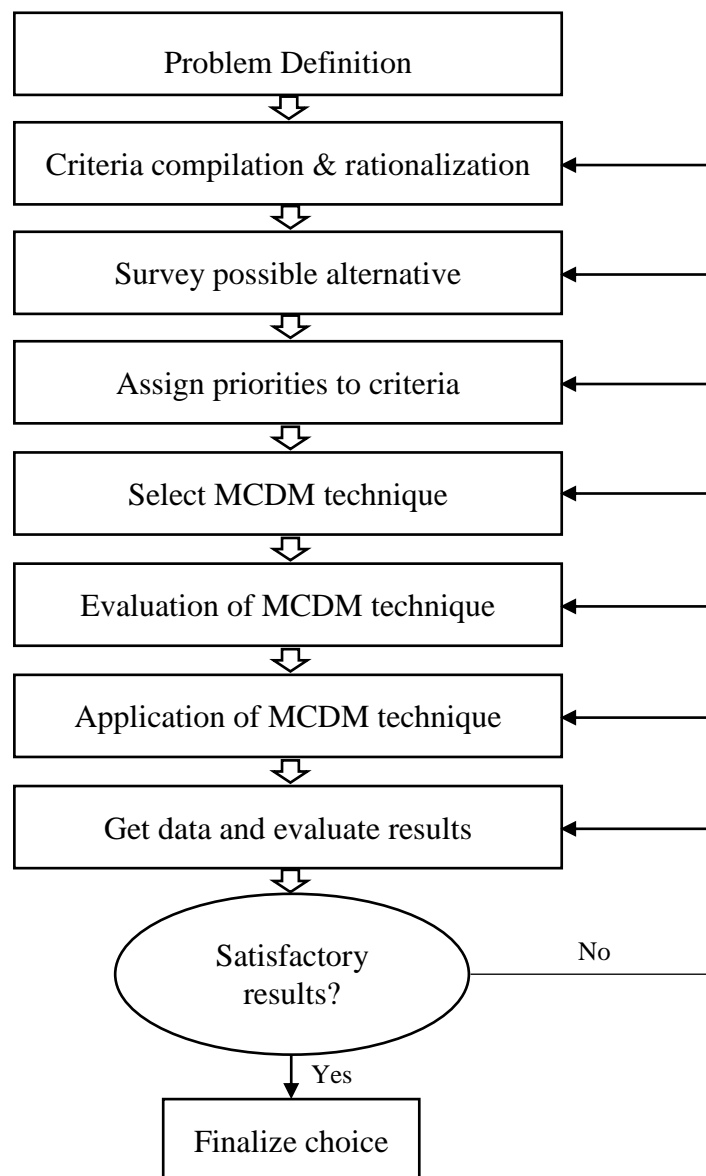 Problem Definition
Criteria compilation & rationalization
Survey possible alternative
Assign priorities to criteria
Select MCDM technique
Evaluation of MCDM technique
Application of MCDM technique
Get data and evaluate results
Satisfactory
results?
No
Yes
Finalize choice